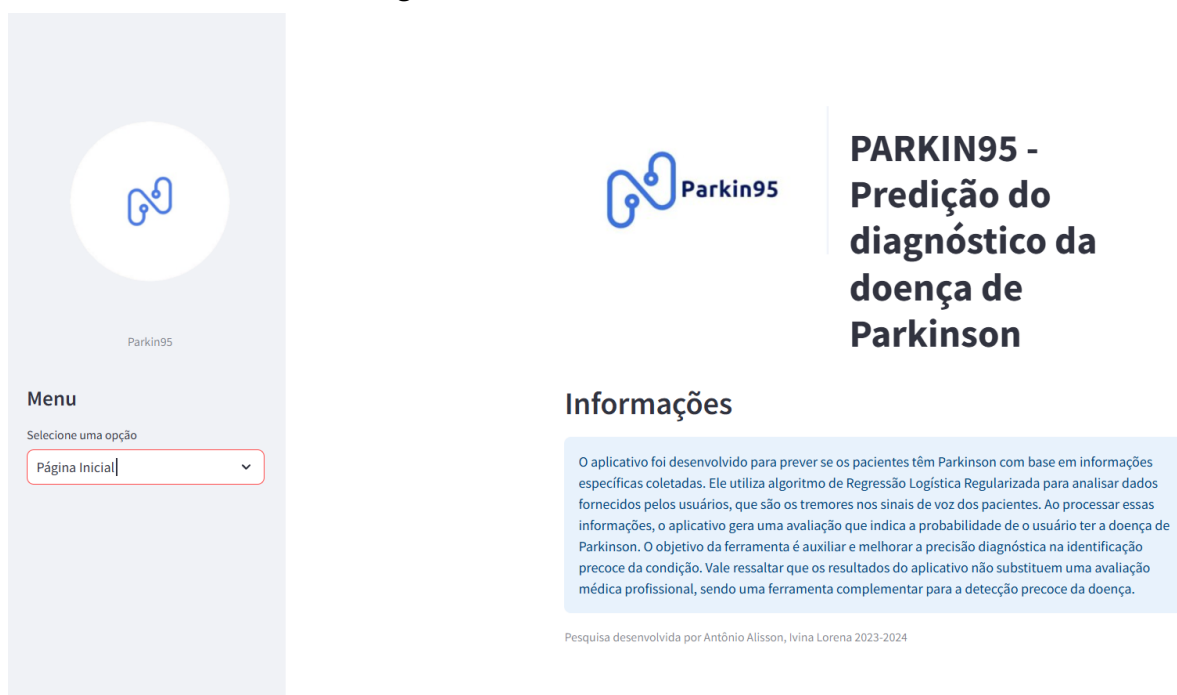 Parkin95
Menu
Selecione uma opção
Página Inicial
Parkin95
PARKIN95 -
Predição do
diagnóstico da
doença de
Parkinson
Informações
O aplicativo foi desenvolvido para prever se os pacientes têm Parkinson com base em informações
específicas coletadas. Ele utiliza algoritmo de Regressão Logística Regularizada para analisar dados
fornecidos pelos usuários, que são os tremores nos sinais de voz dos pacientes. Ao processar essas
informações, o aplicativo gera uma avaliação que indica a probabilidade de o usuário ter a doença de
Parkinson. O objetivo da ferramenta é auxiliar e melhorar a precisão diagnóstica na identificação
precoce da condição. Vale ressaltar que os resultados do aplicativo não substituem uma avaliação
médica profissional, sendo uma ferramenta complementar para a detecção precoce da doença.
Pesquisa desenvolvida por Antônio Alisson, Ivina Lorena 2023-2024